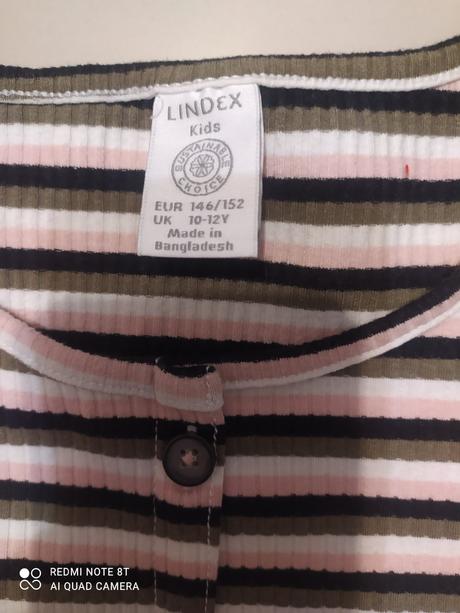 LINDEX
Kids
SUSTAINABLE
CHOICE
EUR 146/152
UK 10-12Y
Made in
Bangladesh
REDMI NOTE 8T
AI QUAD CAMERA